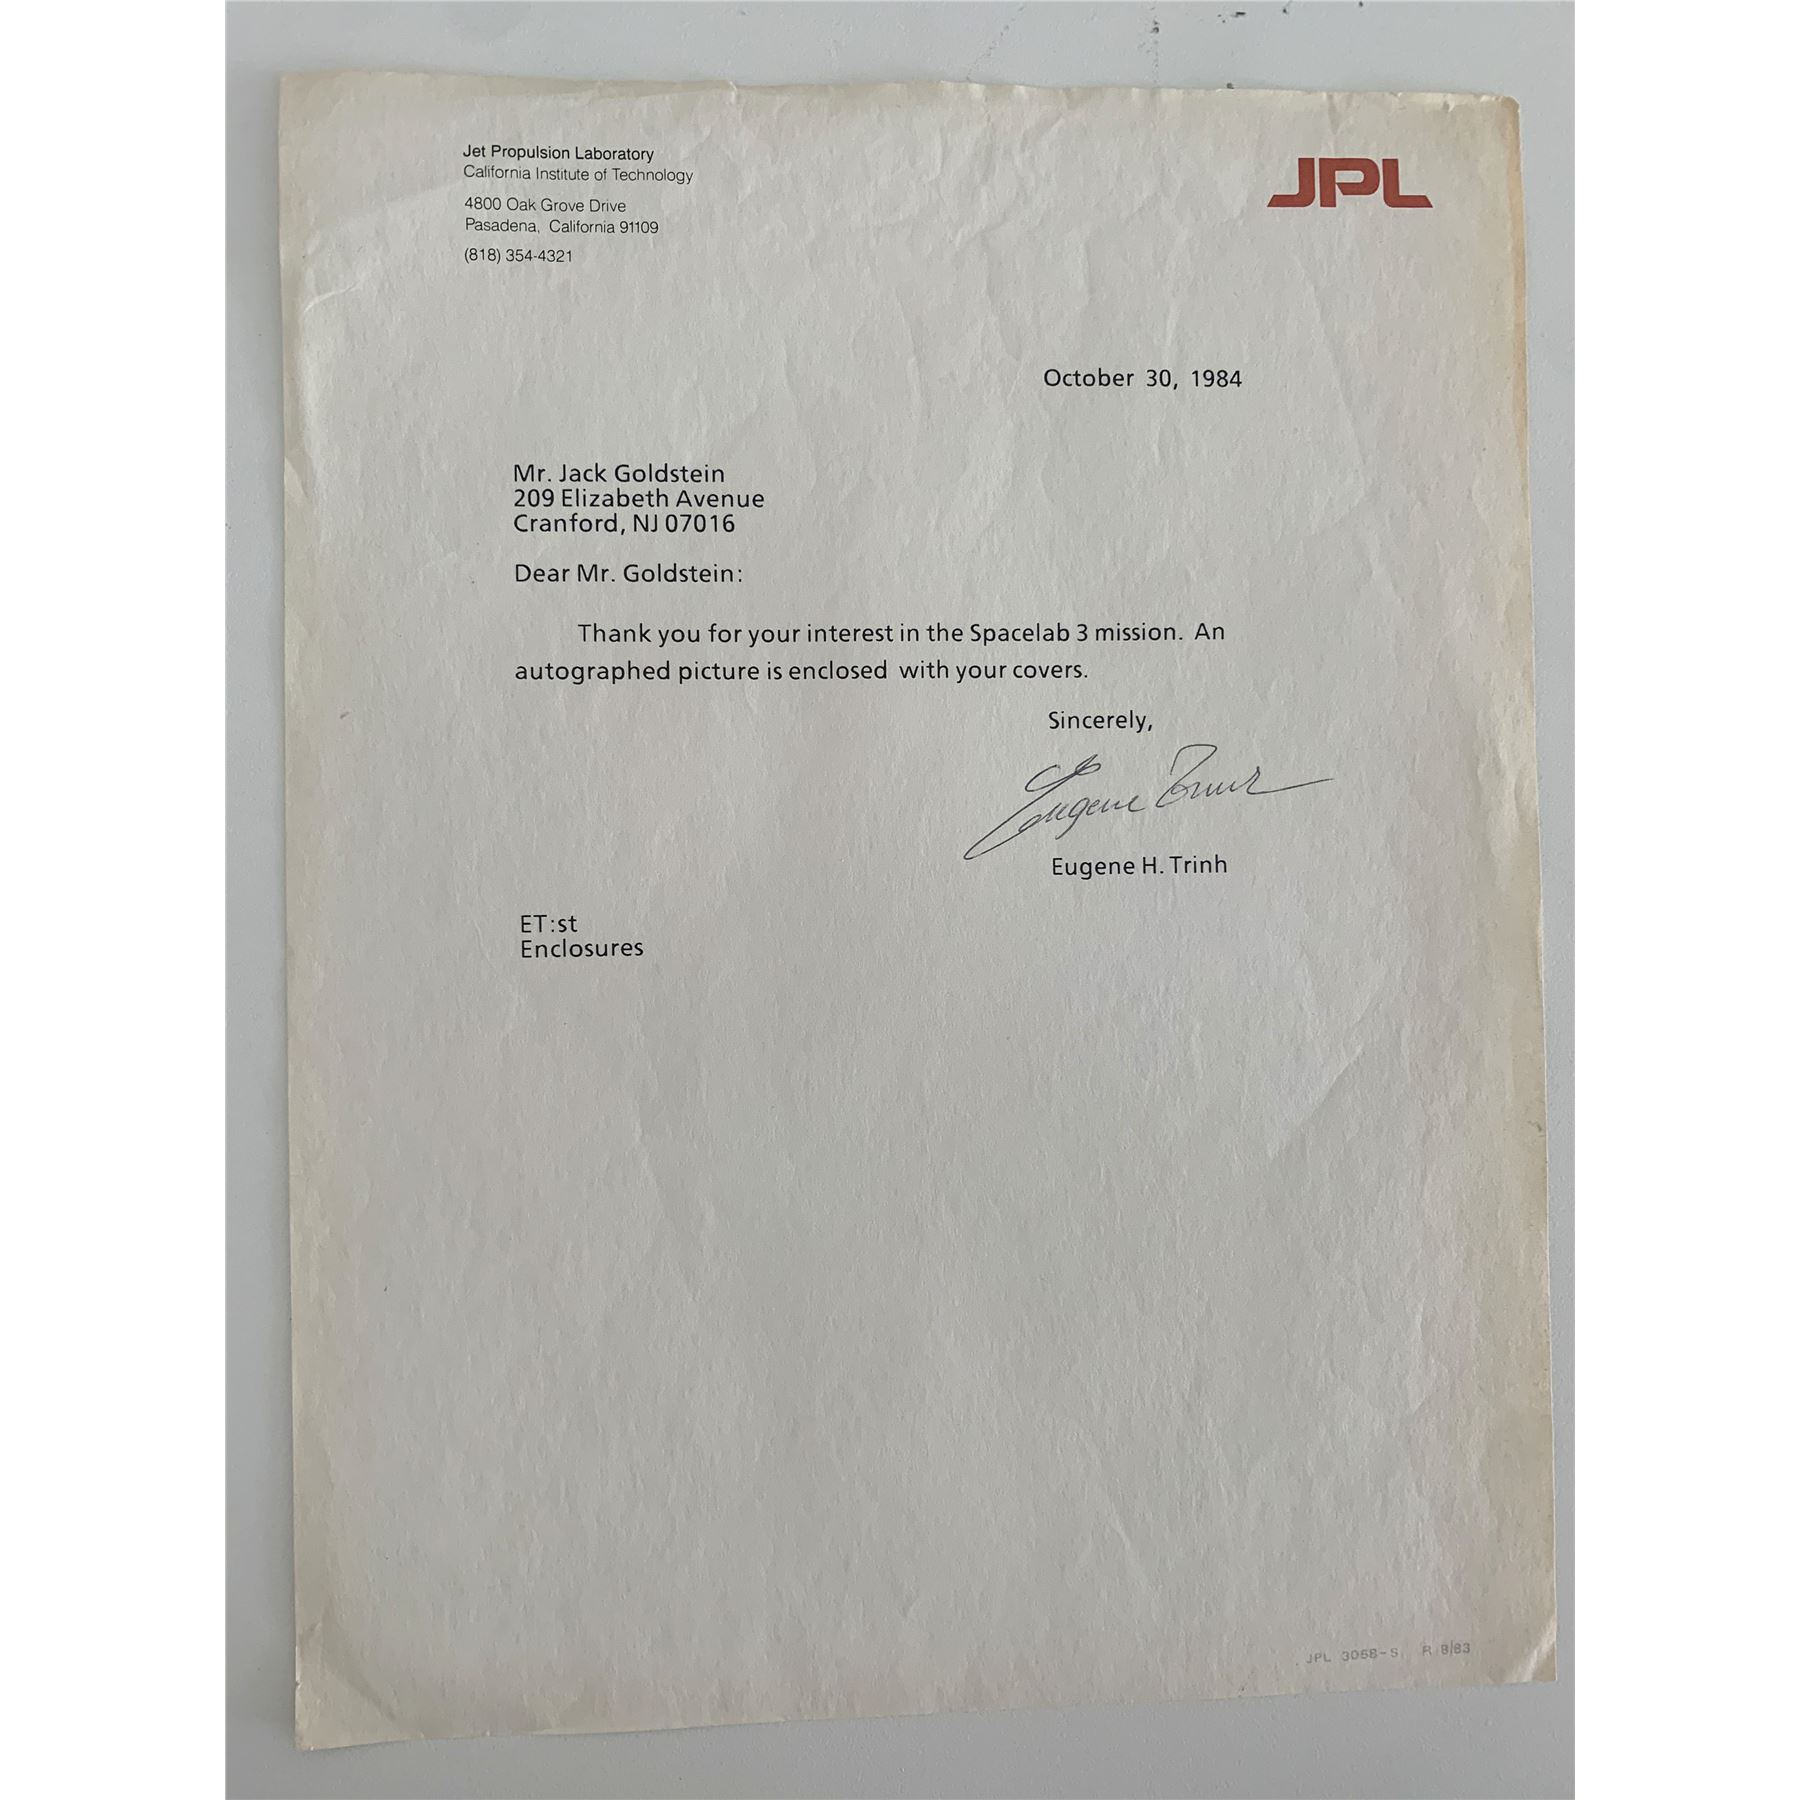 Jet Propulsion Laboratory
California Institute of Technology
4800 Oak Grove Drive
Pasadena, California 91109
(818) 354-4321
JPL
October 30, 1984
Mr. Jack Goldstein
209 Elizabeth Avenue
Cranford, NJ 07016
Dear Mr. Goldstein:
Thank you for your interest in the Spacelab 3 mission. An
autographed picture is enclosed with your covers.
Sincerely,
Eugene Trinh
Eugene H. Trinh
ET:st
Enclosures
JPL 3058-S R 8/83